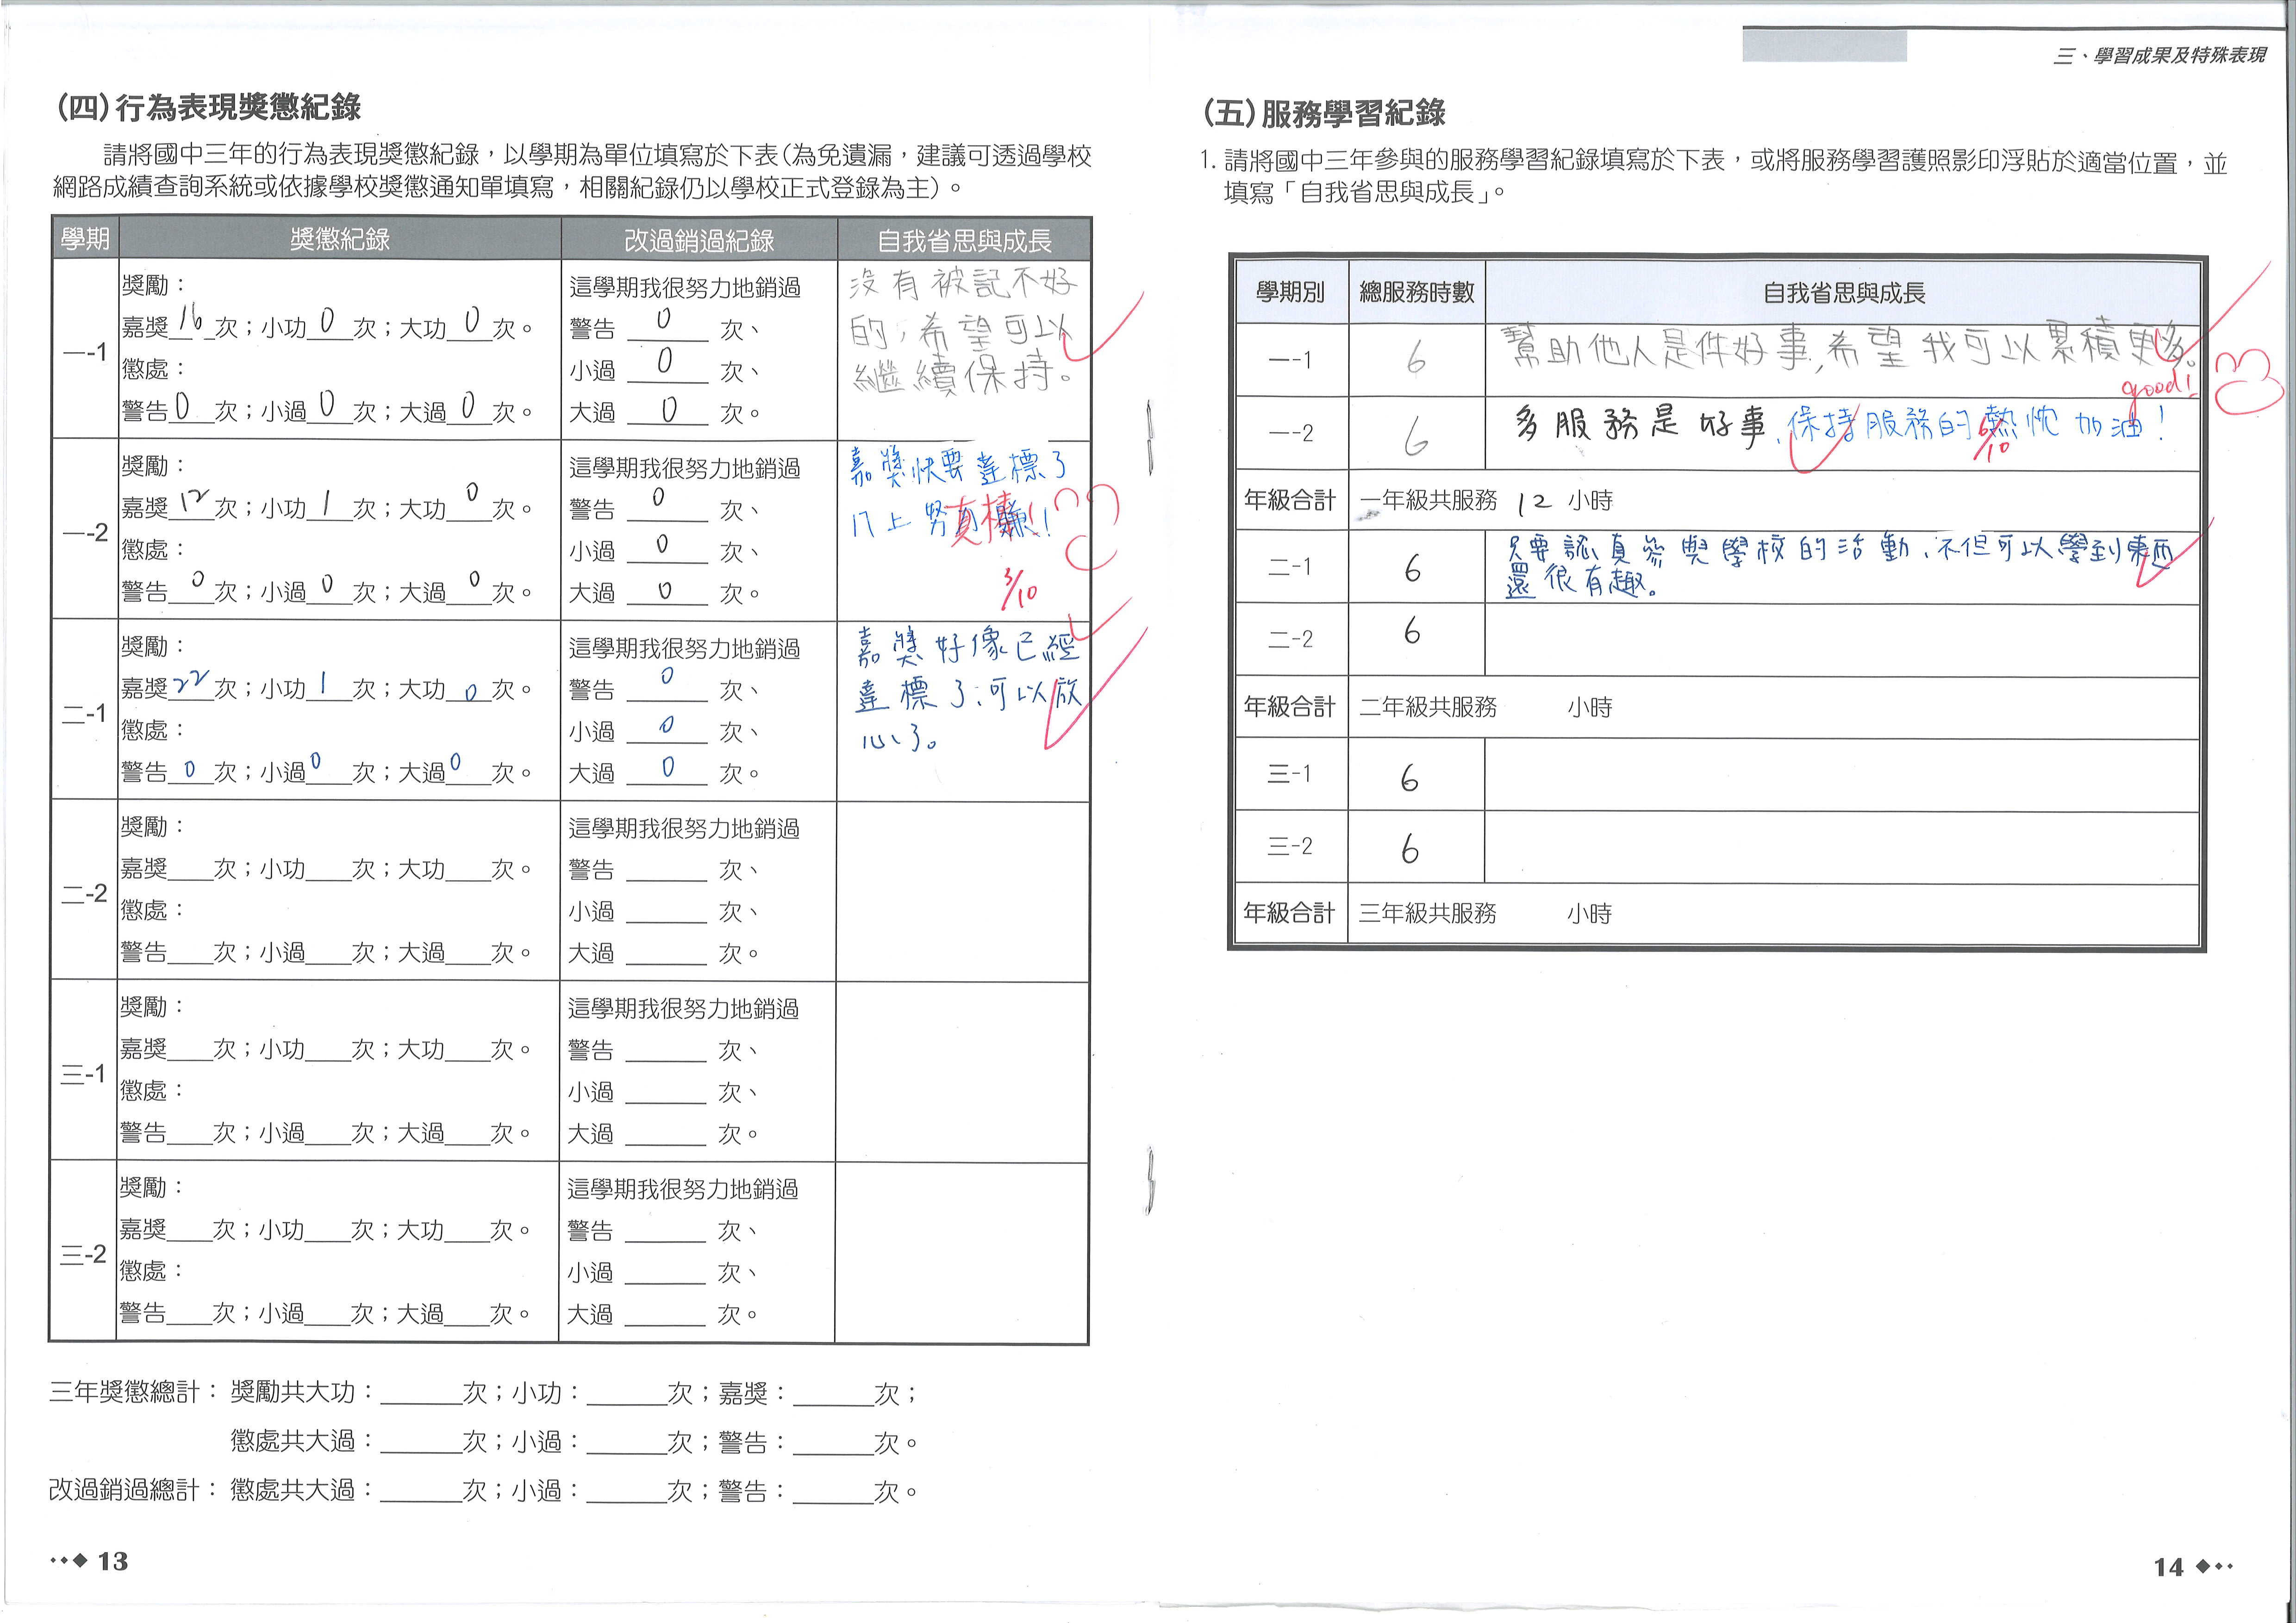 (四)行為表現獎懲紀錄
請將國中三年的行為表現獎懲紀錄，以學期為單位填寫於下表(為免遺漏，建議可透過學校
網路成績查詢系統或依據學校獎懲通知單填寫，相關紀錄仍以學校正式登錄為主)。
學期 獎懲紀錄 改過銷過紀錄 自我省思與成長
一-1
獎勵：
嘉獎16次；小功0次；大功0次。
懲處：
警告0次；小過0次；大過0次。
這學期我很努力地銷過
警告 0 次、
小過 0 次、
大過 0 次。
沒有被記不好
的，希望可以
繼續保持。
一-2
獎勵：
嘉獎12次；小功1次；大功0次。
懲處：
警告0次；小過0次；大過0次。
這學期我很努力地銷過
警告 0 次、
小過 0 次、
大過 0 次。
嘉獎快要達標了
八上努力賺!
真棒!
3/10
二-1
獎勵：
嘉獎22次；小功1次；大功0次。
懲處：
警告0次；小過0次；大過0次。
這學期我很努力地銷過
警告 0 次、
小過 0 次、
大過 0 次。
嘉獎好像已經
達標了,可以放
心了。
二-2
獎勵：
嘉獎___次；小功___次；大功___次。
懲處：
警告___次；小過___次；大過___次。
這學期我很努力地銷過
警告 ______ 次、
小過 ______ 次、
大過 ______ 次。
三-1
獎勵：
嘉獎___次；小功___次；大功___次。
懲處：
警告___次；小過___次；大過___次。
這學期我很努力地銷過
警告 ______ 次、
小過 ______ 次、
大過 ______ 次。
三-2
獎勵：
嘉獎___次；小功___次；大功___次。
懲處：
警告___次；小過___次；大過___次。
這學期我很努力地銷過
警告 ______ 次、
小過 ______ 次、
大過 ______ 次。
三年獎懲總計：獎勵共大功：______次；小功：______次；嘉獎：______次；
懲處共大過：______次；小過：______次；警告：______次。
改過銷過總計：懲處共大過：______次；小過：______次；警告：______次。
13
三、學習成果及特殊表現
(五)服務學習紀錄
1. 請將國中三年參與的服務學習紀錄填寫於下表，或將服務學習護照影印浮貼於適當位置，並
填寫「自我省思與成長」。
學期別 總服務時數 自我省思與成長
一-1 6 幫助他人是件好事,希望我可以累積更多。
good!
一-2 6 多服務是好事,保持服務的熱忱加油!
6/10
年級合計 一年級共服務 12 小時
二-1 6 只要認真參與學校的活動,不但可以學到東西
還很有趣。
二-2 6
年級合計 二年級共服務 小時
三-1 6
三-2 6
年級合計 三年級共服務 小時
14